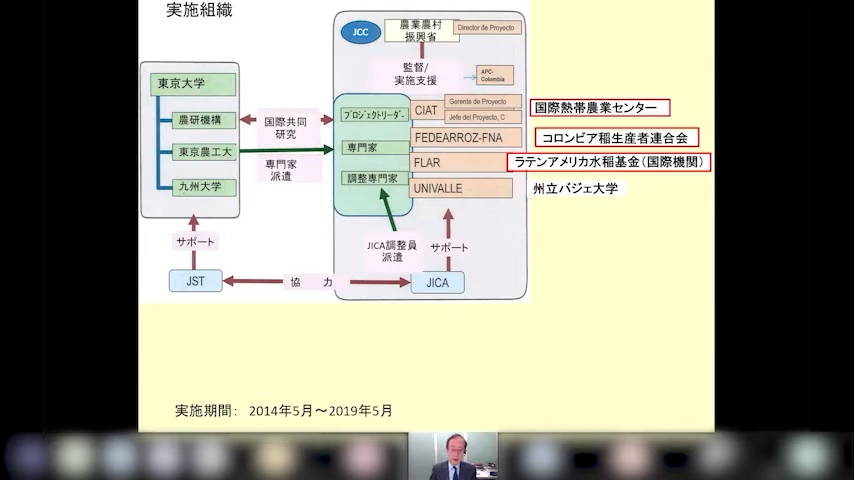 実施組織
JCC
農業農村
振興省
Director de Proyecto
監督/
実施支援
APC-
Colombia
東京大学
農研機構
東京農工大
九州大学
国際共同
研究
専門家
派遣
プロジェクトリーダー
専門家
調整専門家
CIAT
Gerente de Proyecto
Jefe del Proyecto, C
FEDEARROZ-FNA
FLAR
UNIVALLE
国際熱帯農業センター
コロンビア稲生産者連合会
ラテンアメリカ水稲基金(国際機関)
州立バジェ大学
サポート
JICA調整員
派遣
サポート
JST
協 力
JICA
実施期間: 2014年5月~2019年5月